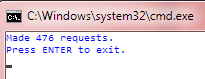 C:\Windows\system32\cmd.exe
Made 476 requests.
Press ENTER to exit.